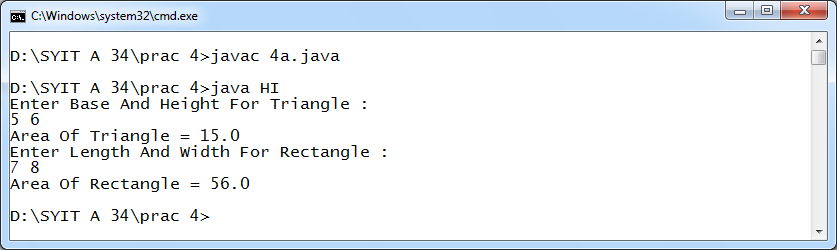 C:\Windows\system32\cmd.exe
D:\SYIT A 34\prac 4>javac 4a.java
D:\SYIT A 34\prac 4>java HI
Enter Base And Height For Triangle :
5 6
Area Of Triangle = 15.0
Enter Length And Width For Rectangle :
7 8
Area Of Rectangle = 56.0
D:\SYIT A 34\prac 4>